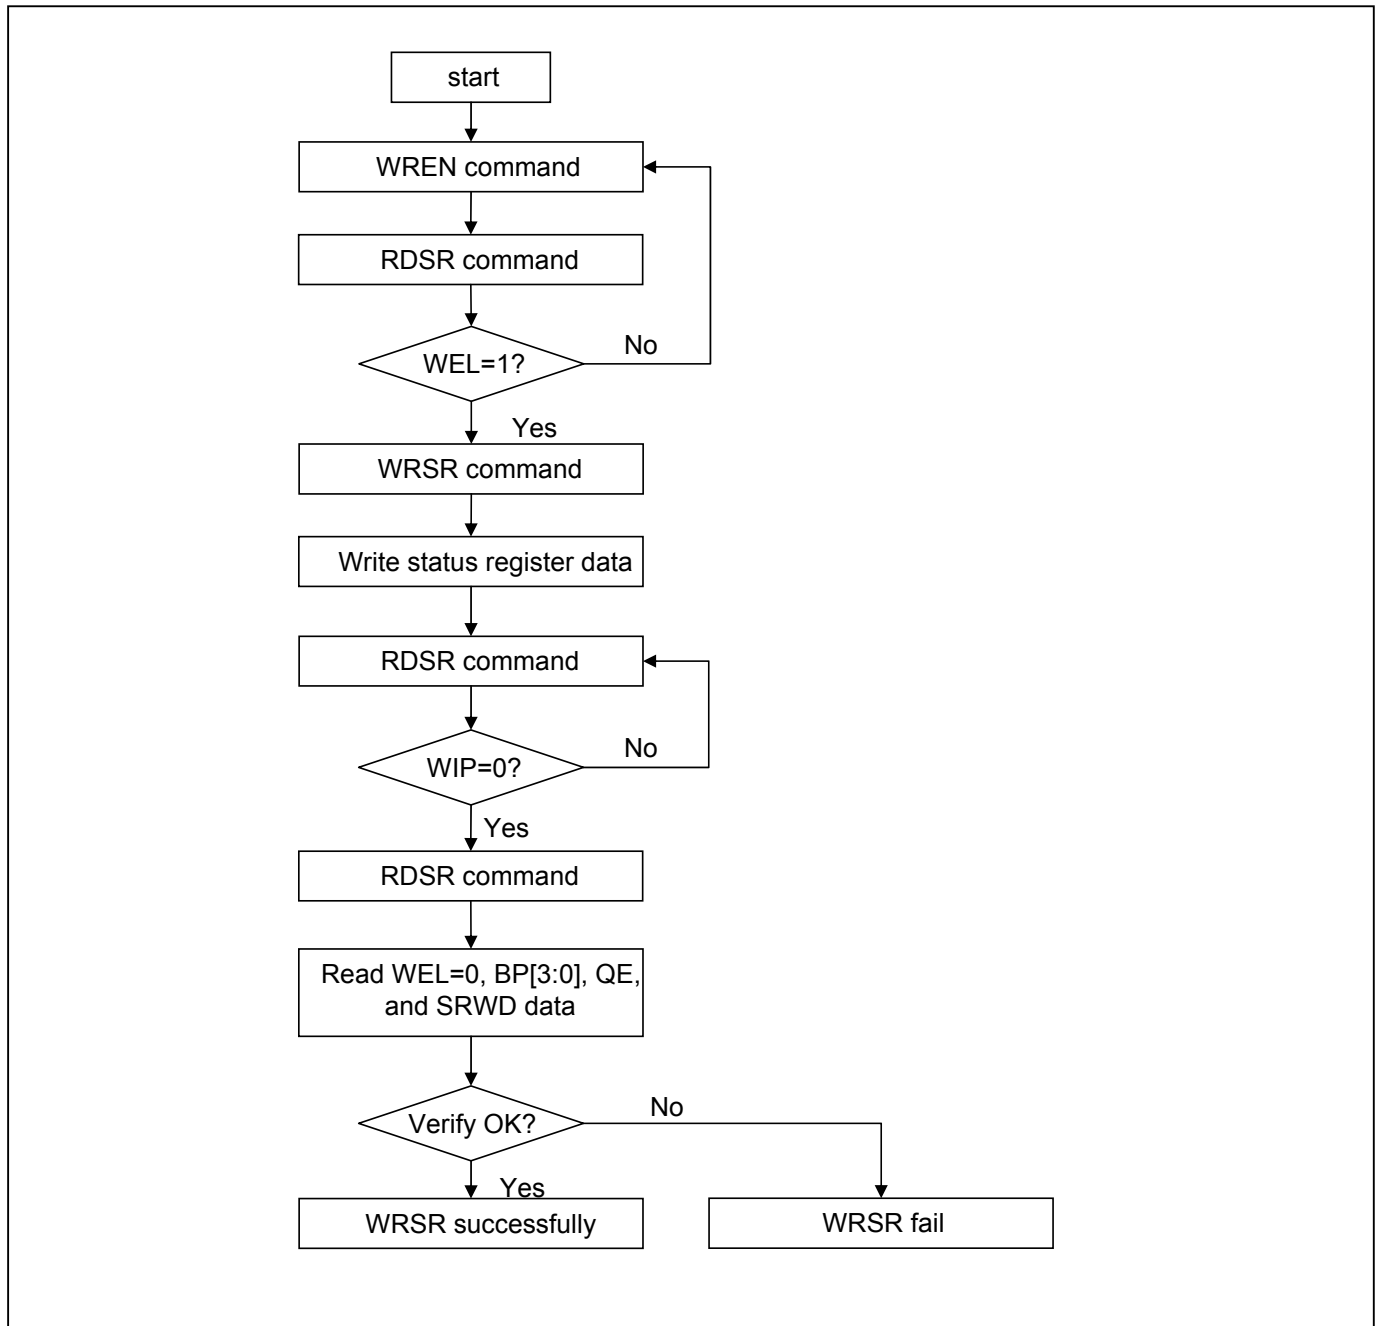 start
WREN command
RDSR command
WEL=1?
No
Yes
WRSR command
Write status register data
RDSR command
WIP=0?
No
Yes
RDSR command
Read WEL=0, BP[3:0], QE,
and SRWD data
Verify OK?
No
Yes
WRSR successfully
WRSR fail